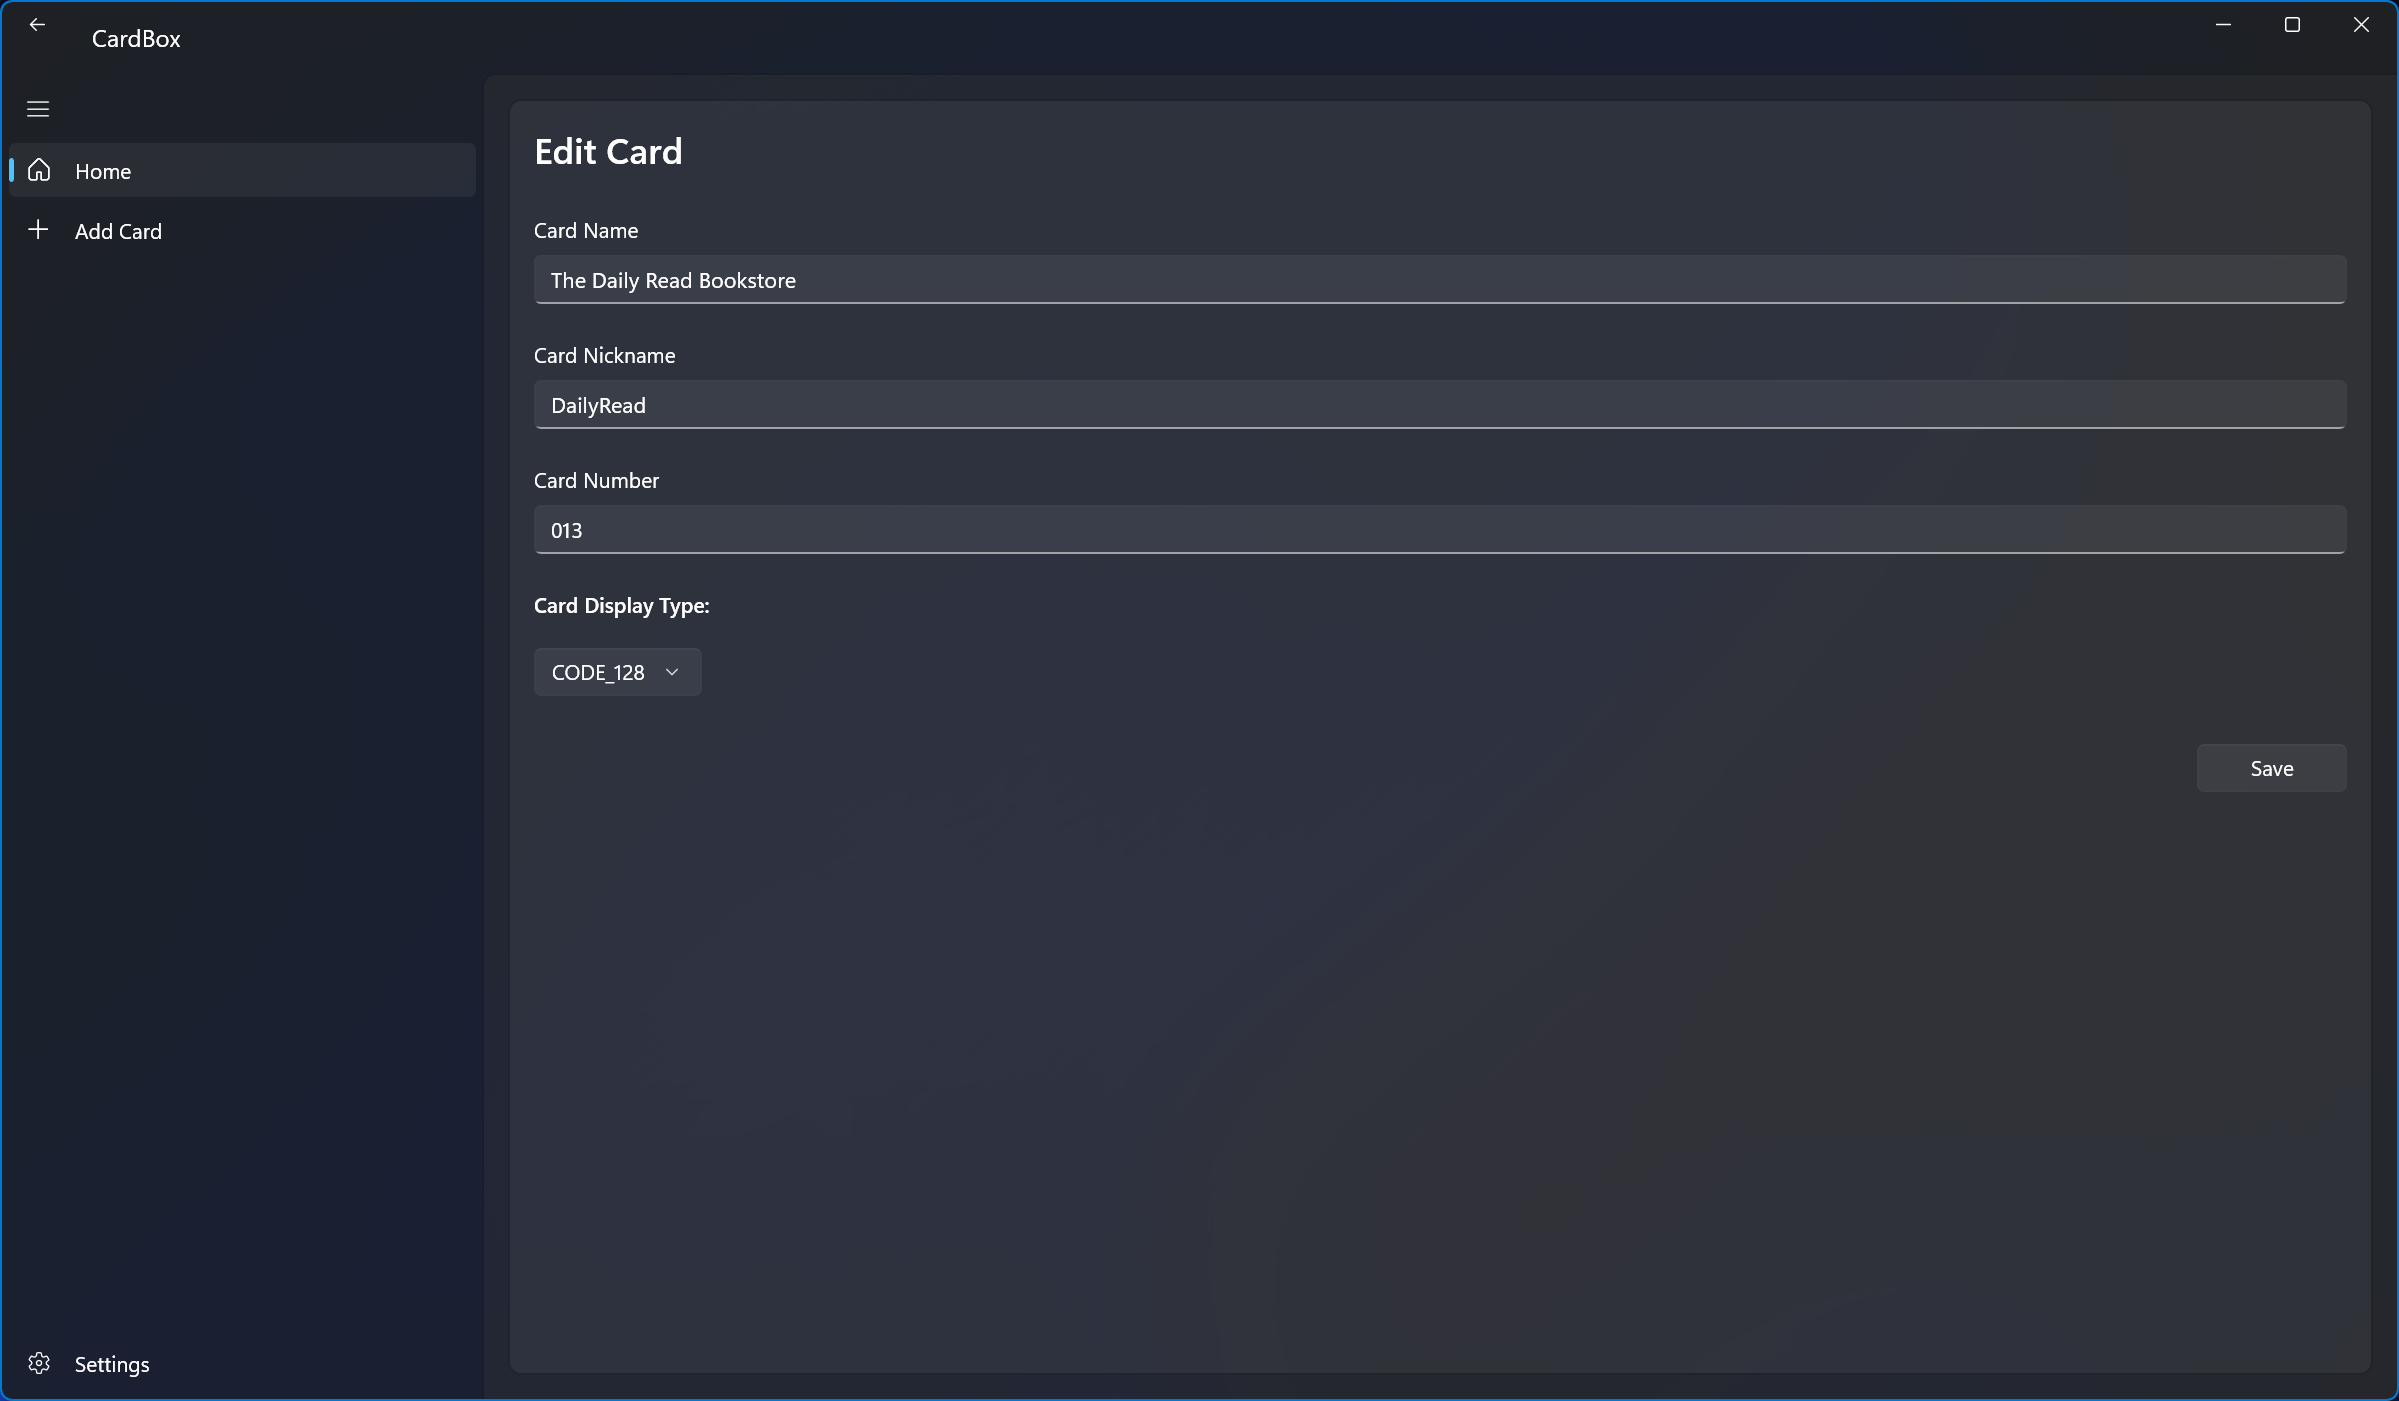 CardBox
Home
Add Card
Edit Card
Card Name
The Daily Read Bookstore
Card Nickname
DailyRead
Card Number
013
Card Display Type:
CODE_128
Save
Settings